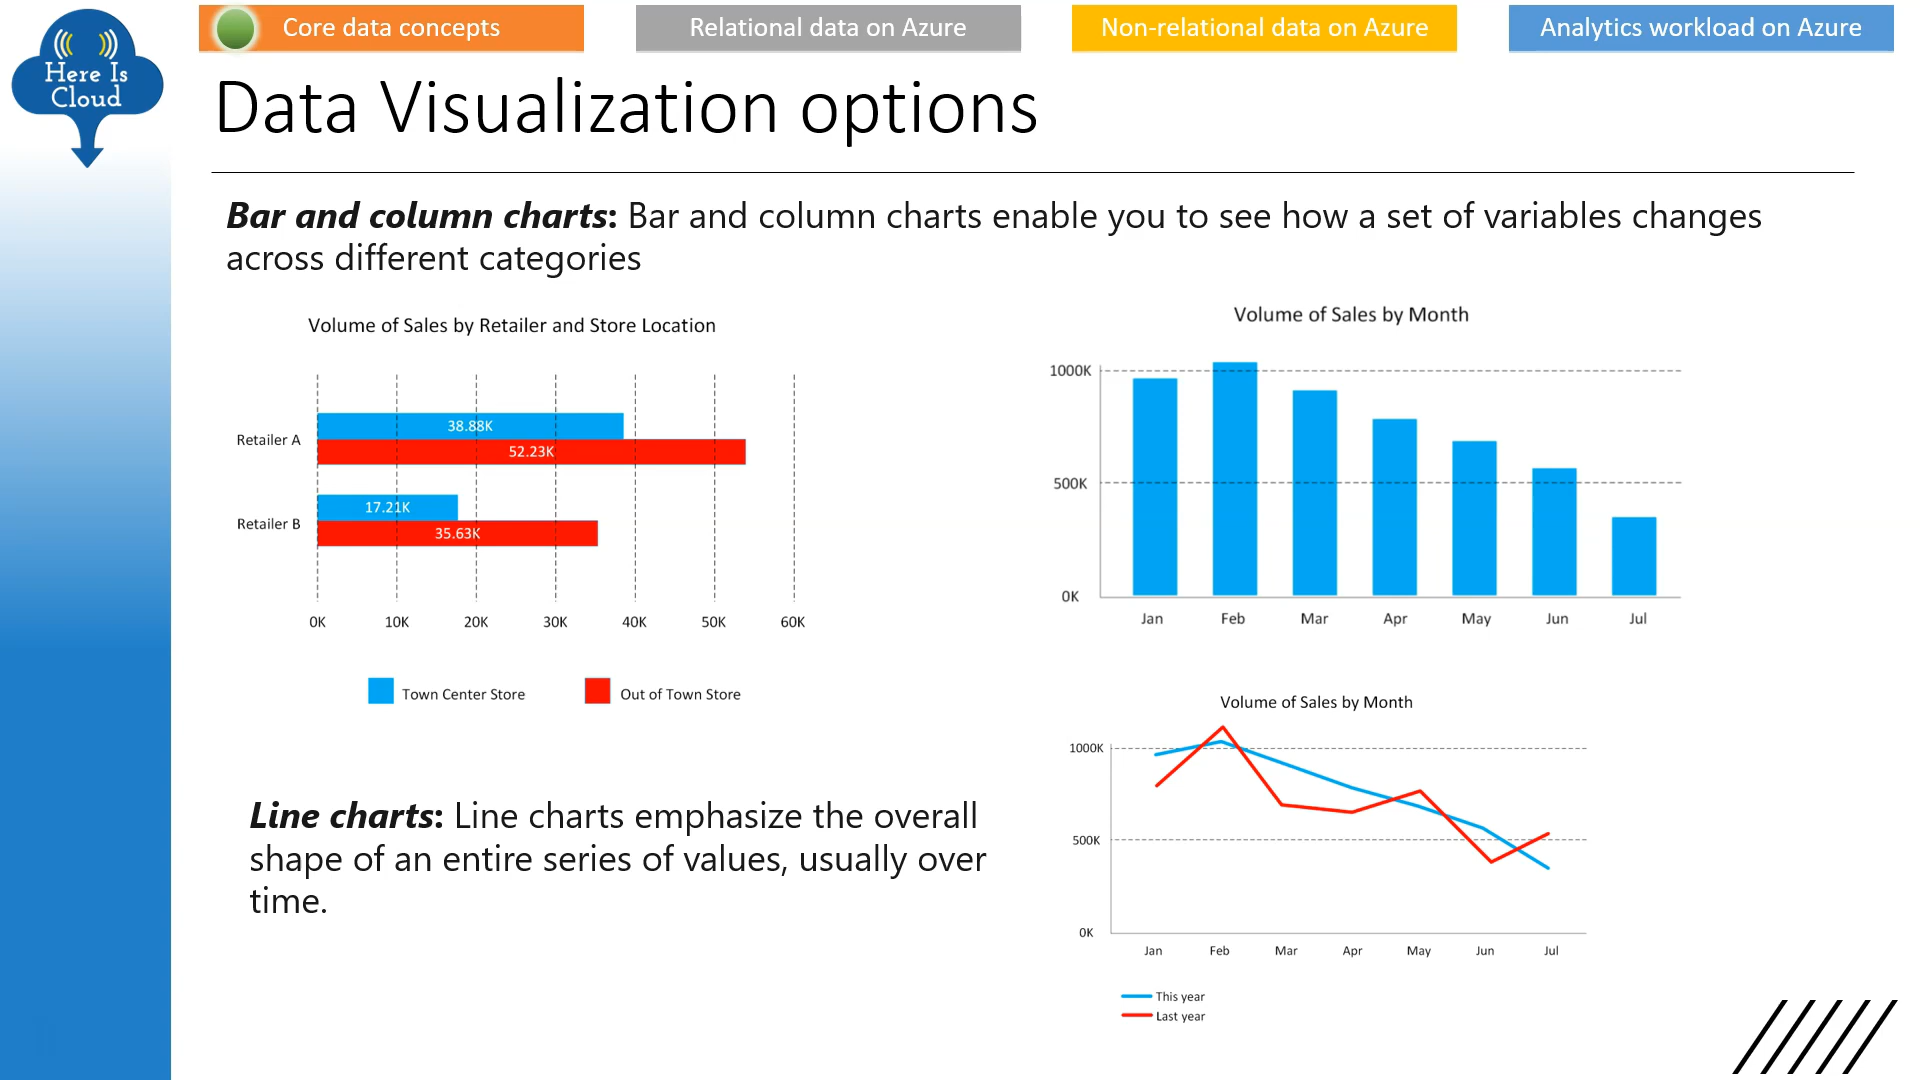 Here Is
Cloud
Core data concepts
Relational data on Azure
Non-relational data on Azure
Analytics workload on Azure
Data Visualization options
Bar and column charts: Bar and column charts enable you to see how a set of variables changes
across different categories
Volume of Sales by Retailer and Store Location
Retailer A
38.88K
52.23K
Retailer B
17.21K
35.63K
0K 10K 20K 30K 40K 50K 60K
Town Center Store Out of Town Store
Volume of Sales by Month
1000K
500K
0K
Jan Feb Mar Apr May Jun Jul
Line charts: Line charts emphasize the overall
shape of an entire series of values, usually over
time.
Volume of Sales by Month
1000K
500K
0K
Jan Feb Mar Apr May Jun Jul
This year
Last year